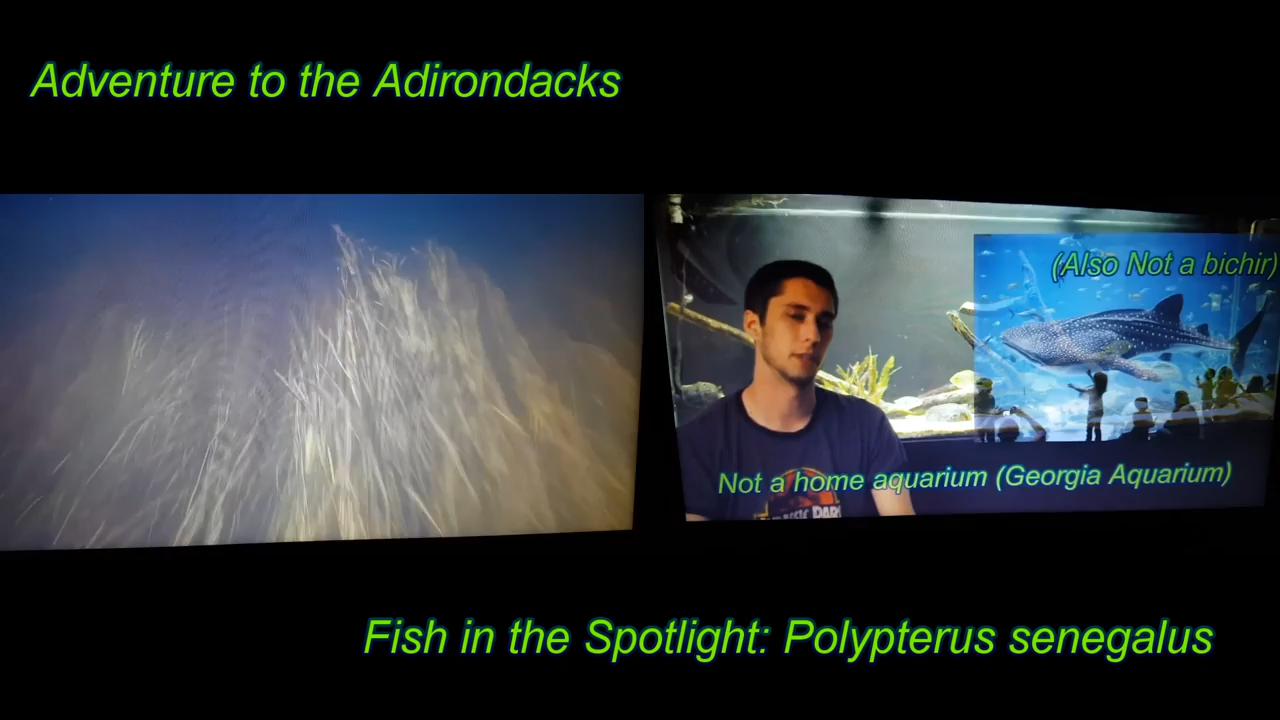 Adventure to the Adirondacks
(Also Not a bichir)
Not a home aquarium (Georgia Aquarium)
Fish in the Spotlight: Polypterus senegalus